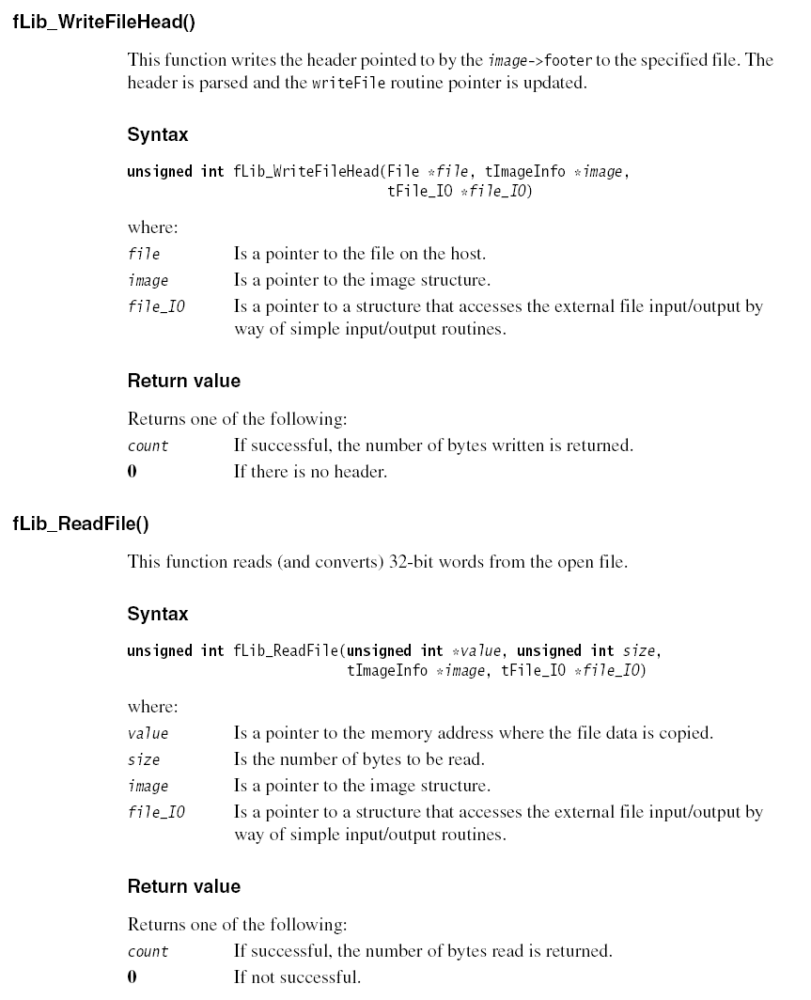 fLib_WriteFileHead()
This function writes the header pointed to by the image->footer to the specified file. The
header is parsed and the writeFile routine pointer is updated.
Syntax
unsigned int fLib_WriteFileHead(File *file, tImageInfo *image,
tFile_IO *file_IO)
where:
file Is a pointer to the file on the host.
image Is a pointer to the image structure.
file_IO Is a pointer to a structure that accesses the external file input/output by
way of simple input/output routines.
Return value
Returns one of the following:
count If successful, the number of bytes written is returned.
0 If there is no header.
fLib_ReadFile()
This function reads (and converts) 32-bit words from the open file.
Syntax
unsigned int fLib_ReadFile(unsigned int *value, unsigned int size,
tImageInfo *image, tFile_IO *file_IO)
where:
value Is a pointer to the memory address where the file data is copied.
size Is the number of bytes to be read.
image Is a pointer to the image structure.
file_IO Is a pointer to a structure that accesses the external file input/output by
way of simple input/output routines.
Return value
Returns one of the following:
count If successful, the number of bytes read is returned.
0 If not successful.